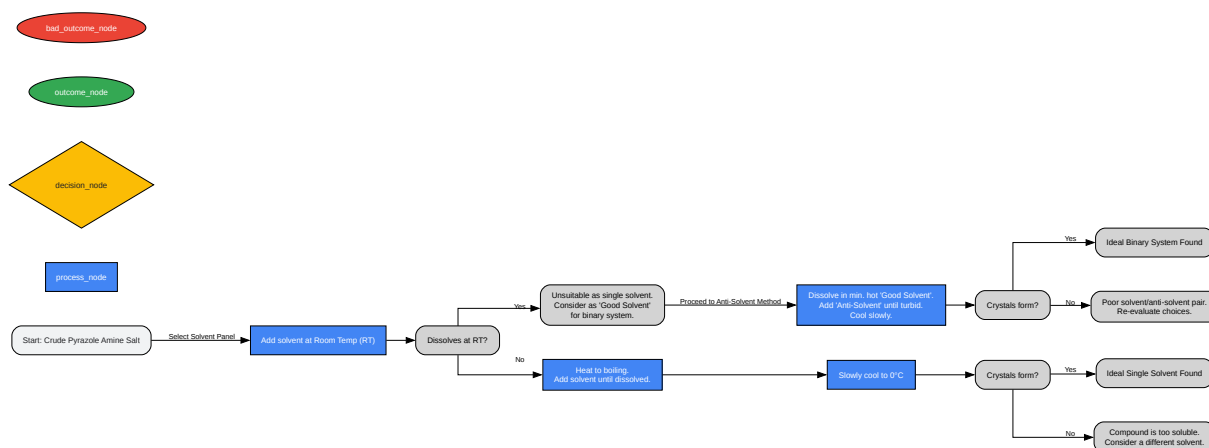 bad_outcome_node
outcome_node
decision_node
process_node
Start: Crude Pyrazole Amine Salt
Select Solvent Panel
Add solvent at Room Temp (RT)
Dissolves at RT?
Yes
Unsuitable as single solvent.
Consider as 'Good Solvent'
for binary system.
Proceed to Anti-Solvent Method
Dissolve in min. hot 'Good Solvent'.
Add 'Anti-Solvent' until turbid.
Cool slowly.
Crystals form?
Yes
Ideal Binary System Found
No
Poor solvent/anti-solvent pair.
Re-evaluate choices.
No
Heat to boiling.
Add solvent until dissolved.
Slowly cool to 0°C
Crystals form?
Yes
Ideal Single Solvent Found
No
Compound is too soluble.
Consider a different solvent.